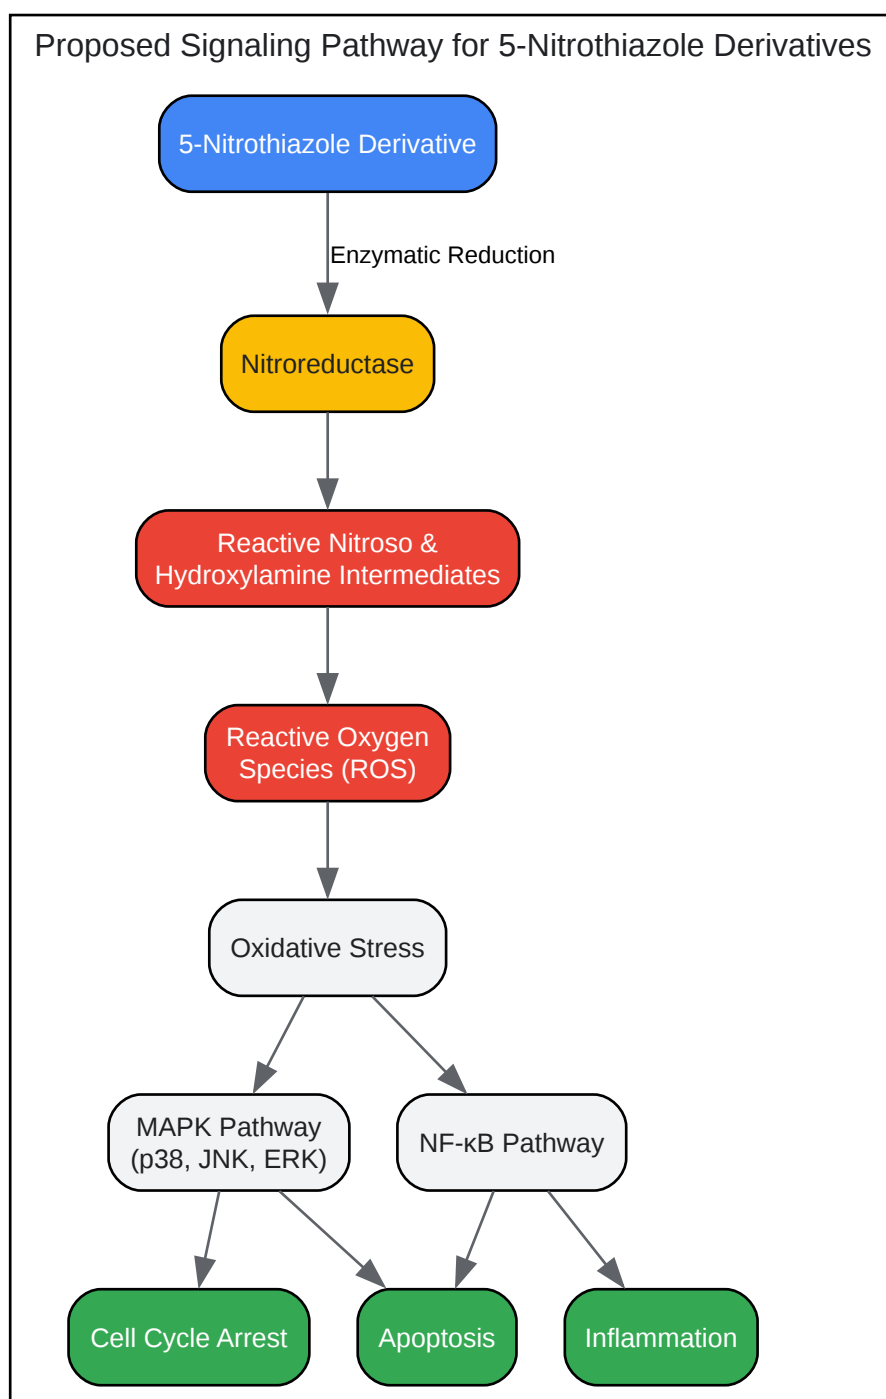 Proposed Signaling Pathway for 5-Nitrothiazole Derivatives
5-Nitrothiazole Derivative
Enzymatic Reduction
Nitroreductase
Reactive Nitroso &
Hydroxylamine Intermediates
Reactive Oxygen
Species (ROS)
Oxidative Stress
MAPK Pathway
(p38, JNK, ERK)
NF-κB Pathway
Cell Cycle Arrest
Apoptosis
Inflammation